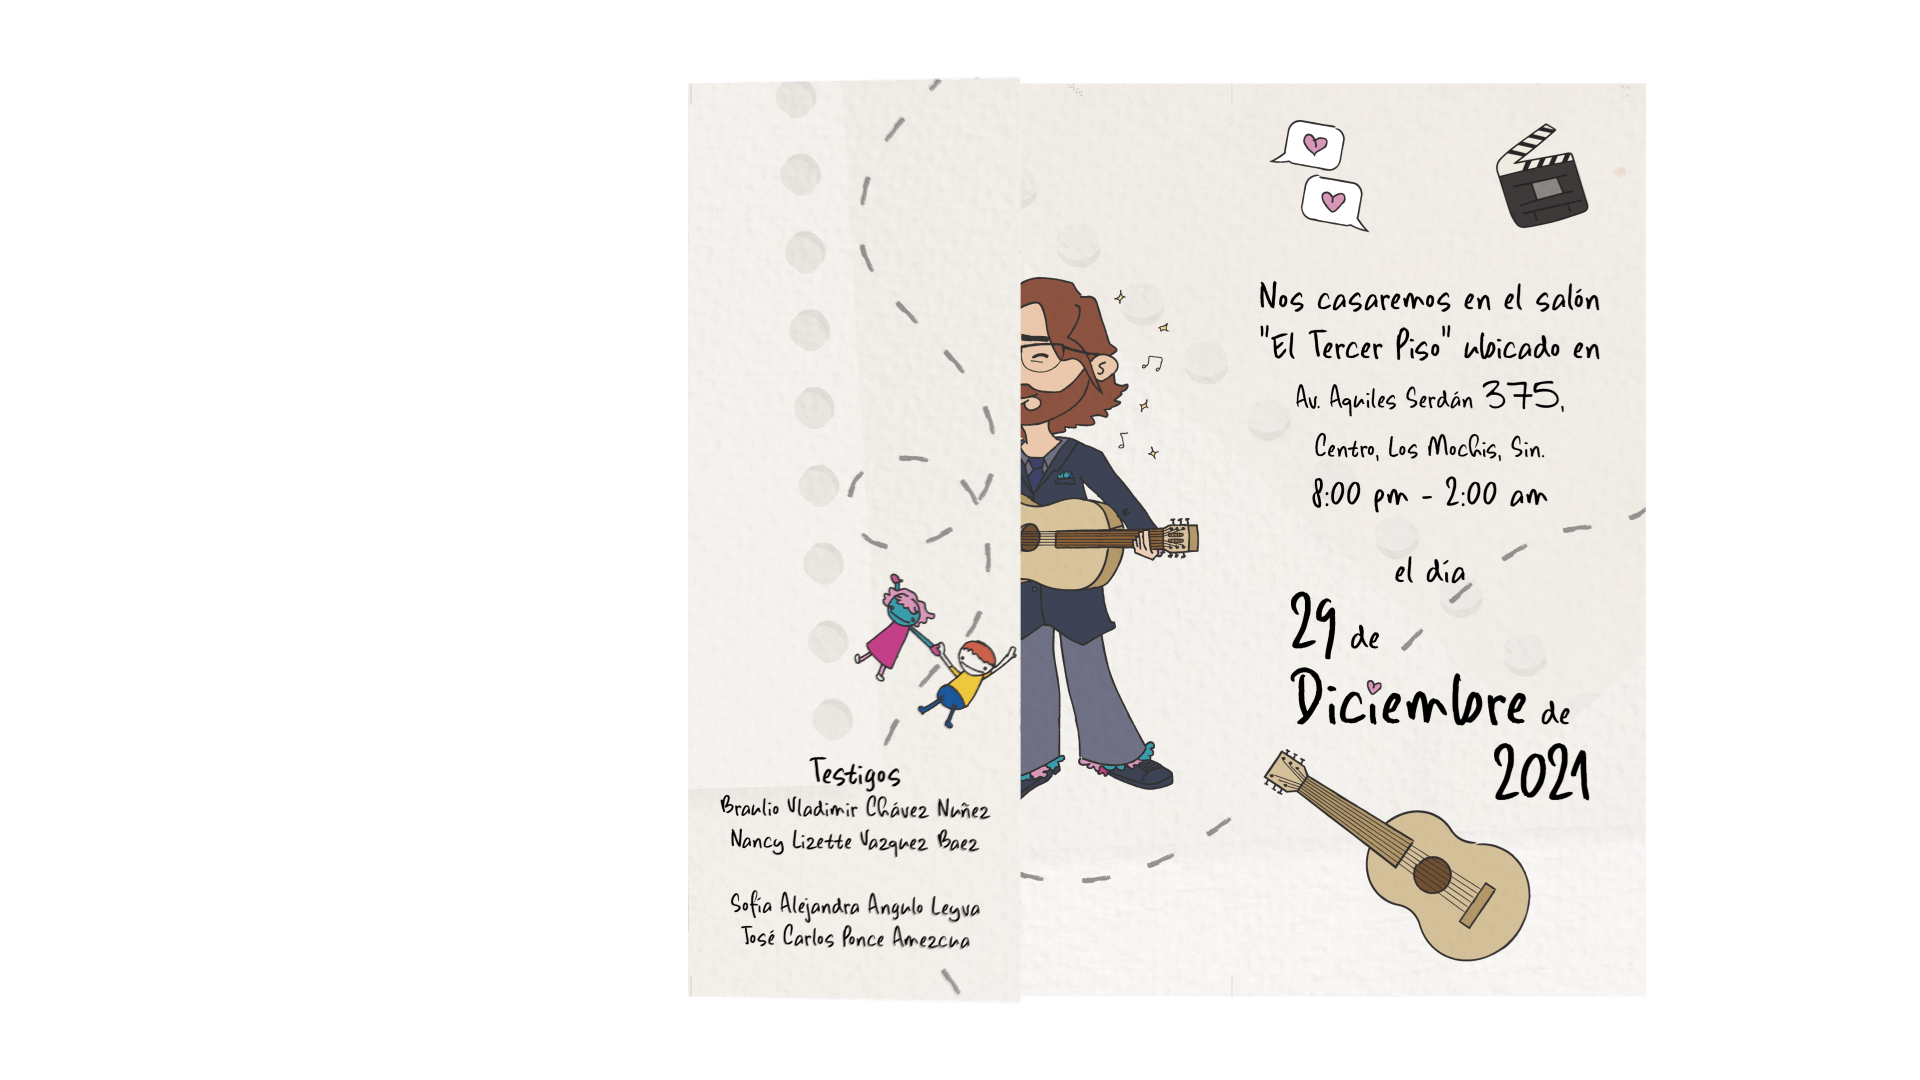 Testigos
Braulio Vladimir Chávez Nuñez
Nancy Lizette Vazquez Baez
Sofía Alejandra Angulo Leyva
José Carlos Ponce Amezcua
Nos casaremos en el salón
"El Tercer Piso" ubicado en
Av. Aquiles Serdán 375,
Centro, Los Mochis, Sin.
8:00 pm - 2:00 am
el día
29 de
Diciembre de
2021